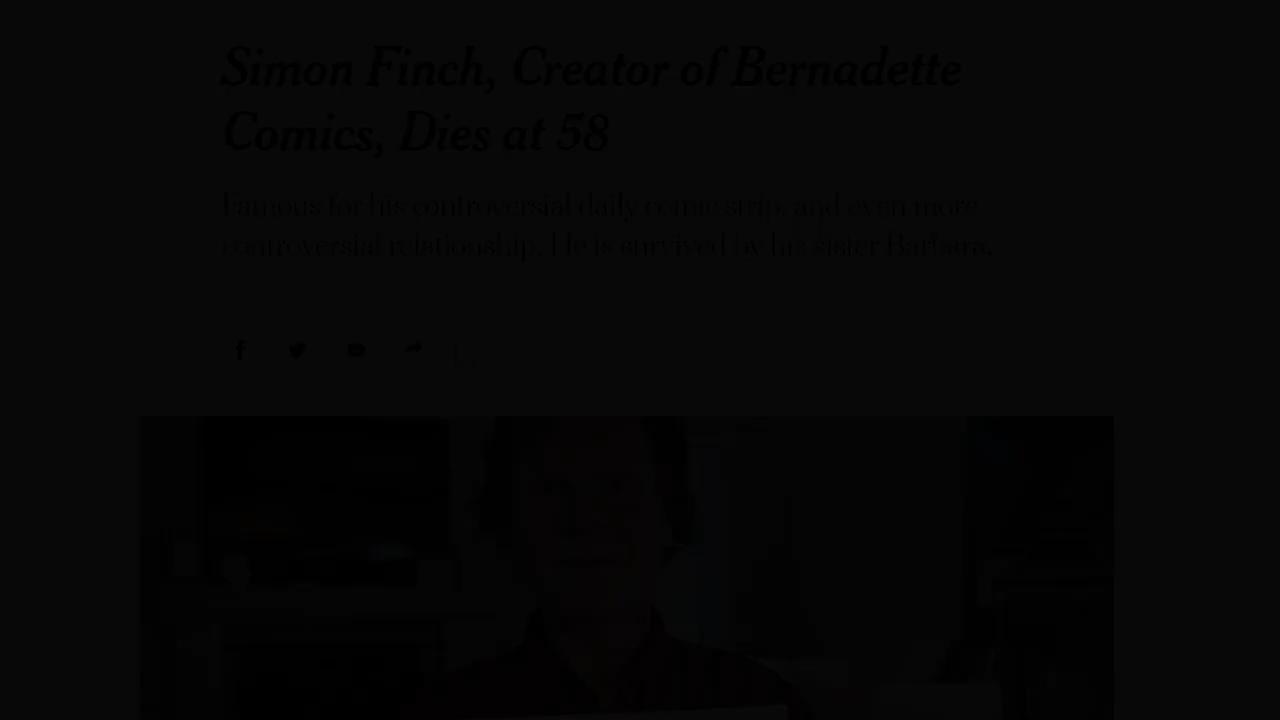 Simon Finch, Creator of Bernadette
Comics, Dies at 58
Famous for his controversial daily comic strip, and even more
controversial relationship. He is survived by his sister Barbara.